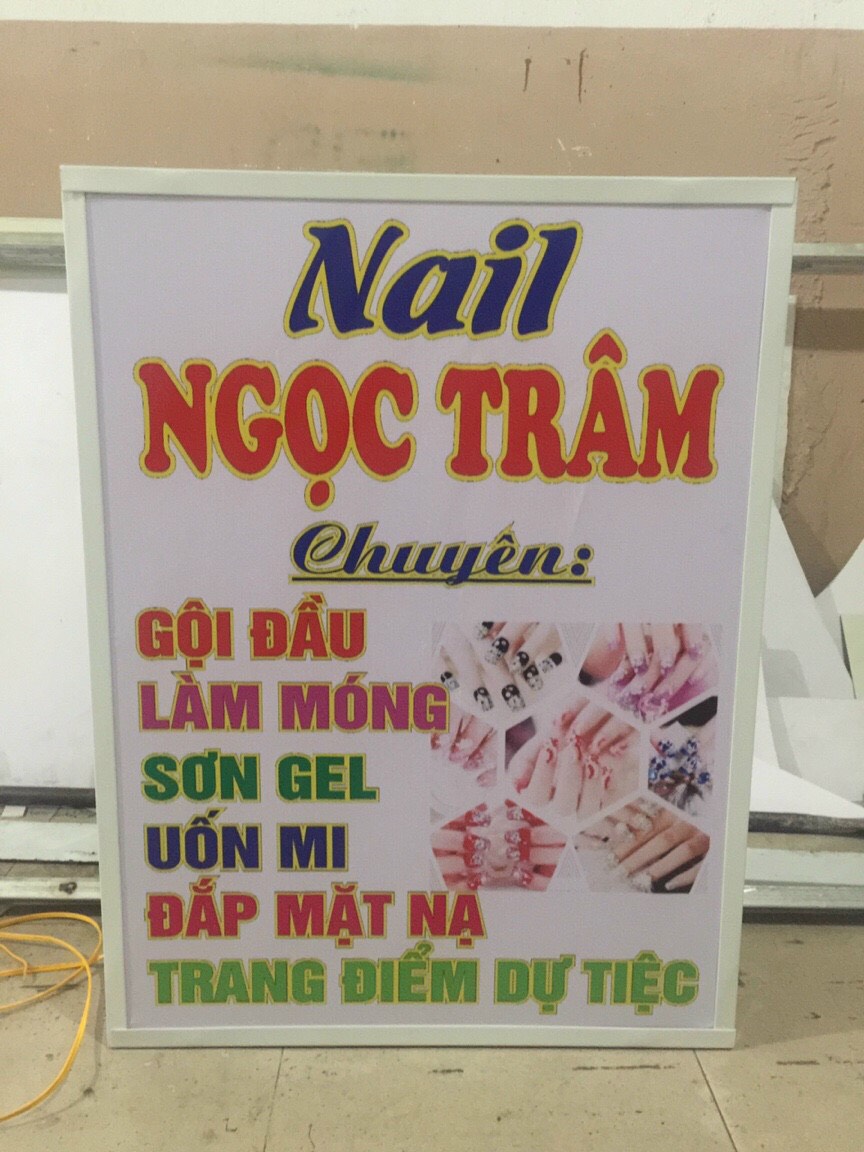 Nail
NGỌC TRÂM
Chuyên:
GỘI ĐẦU
LÀM MÓNG
SƠN GEL
UỐN MI
ĐẮP MẶT NẠ
TRANG ĐIỂM DỰ TIỆC